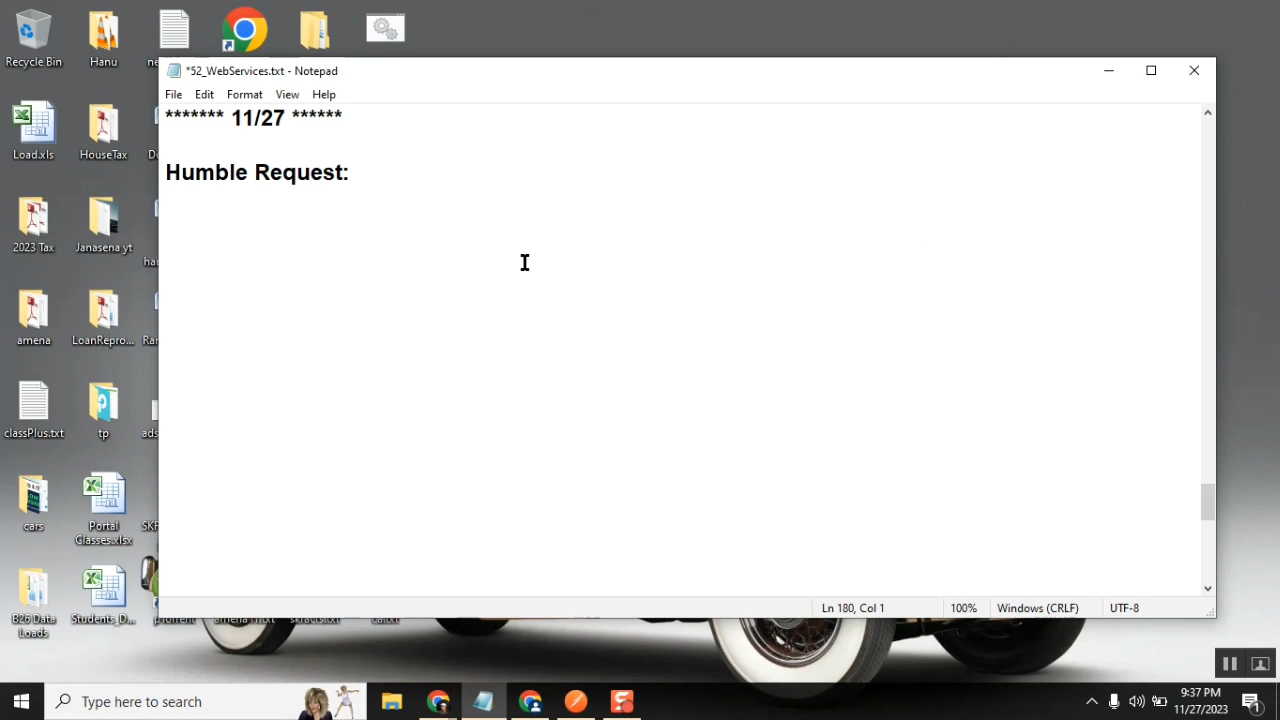 *52_WebServices.txt - Notepad
File Edit Format View Help
******* 11/27 ******
Humble Request:
Ln 180, Col 1 100% Windows (CRLF) UTF-8
Recycle Bin Hanu
Load.xls HouseTax
2023 Tax Janasena yt
amena LoanRepro...
classPlus.txt tp
cars Portal Classes.xlsx
B26 Data Loads Students_D...
Type here to search
9:37 PM
11/27/2023